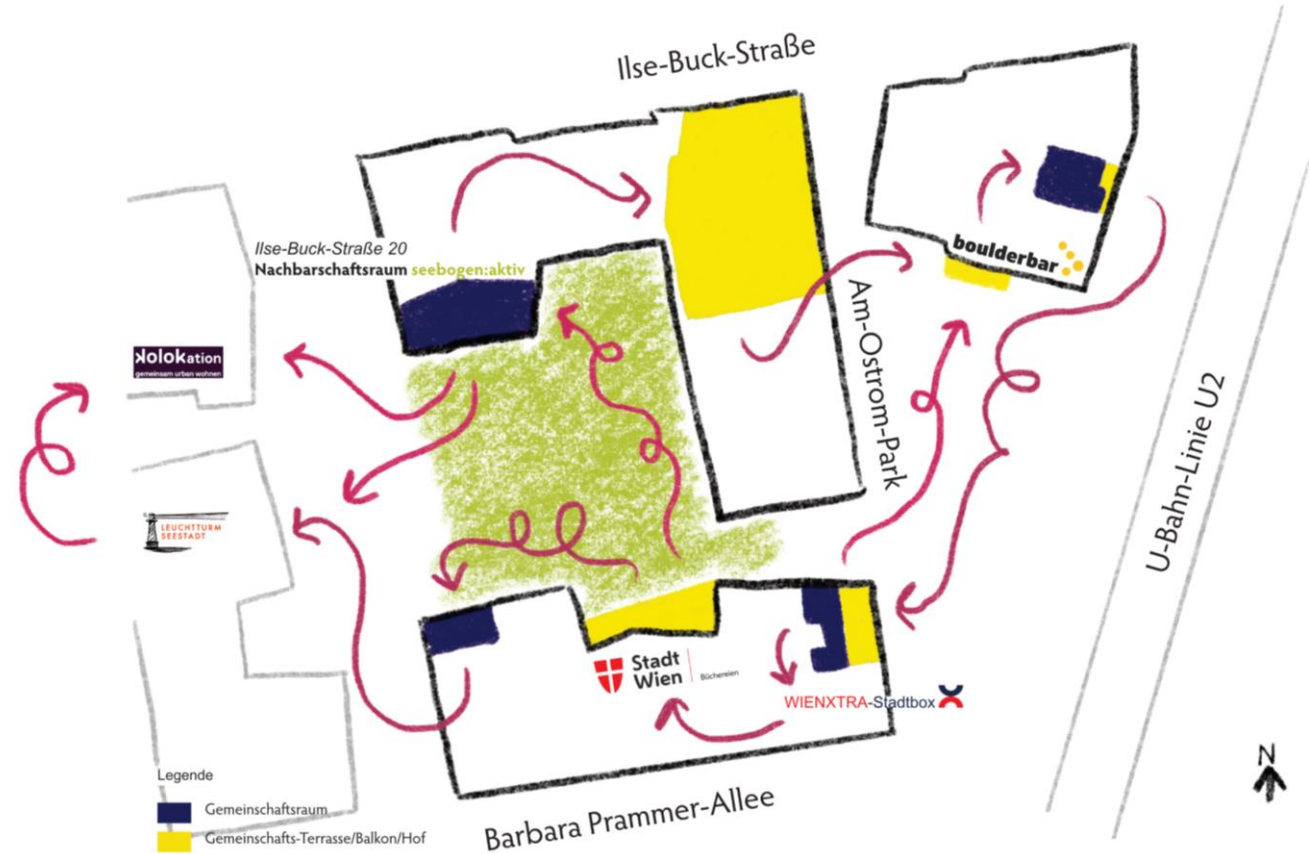 Ilse-Buck-Straße
Ilse-Buck-Straße 20
Nachbarschaftsraum seebogen:aktiv
boulderbar
Am-Ostrom-Park
kolokation
gemeinsam urban wohnen
U-Bahn-Linie U2
LEUCHTTURM
SEESTADT
Stadt
Wien
Büchereien
WIENXTRA-Stadtbox
N
Legende
Gemeinschaftsraum
Gemeinschafts-Terrasse/Balkon/Hof
Barbara Prammer-Allee